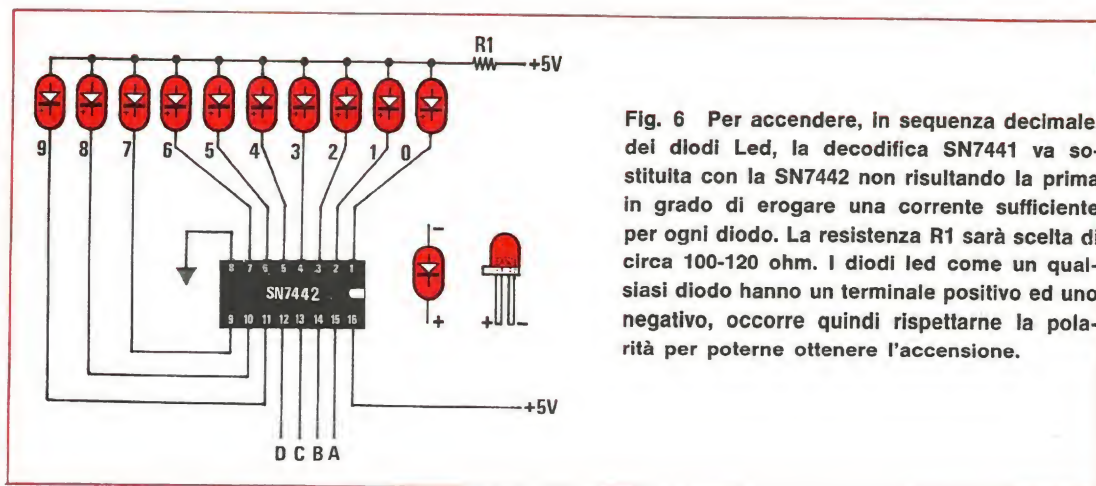 R1
+5V
9 8 7 6 5 4 3 2 1 0
8 7 6 5 4 3 2 1
SN7442
9 10 11 12 13 14 15 16
+5V
D C B A
-
+
+ -
Fig. 6 Per accendere, in sequenza decimale
dei diodi Led, la decodifica SN7441 va so-
stituita con la SN7442 non risultando la prima
in grado di erogare una corrente sufficiente
per ogni diodo. La resistenza R1 sarà scelta di
circa 100-120 ohm. I diodi led come un qual-
siasi diodo hanno un terminale positivo ed uno
negativo, occorre quindi rispettarne la pola-
rità per poterne ottenere l'accensione.